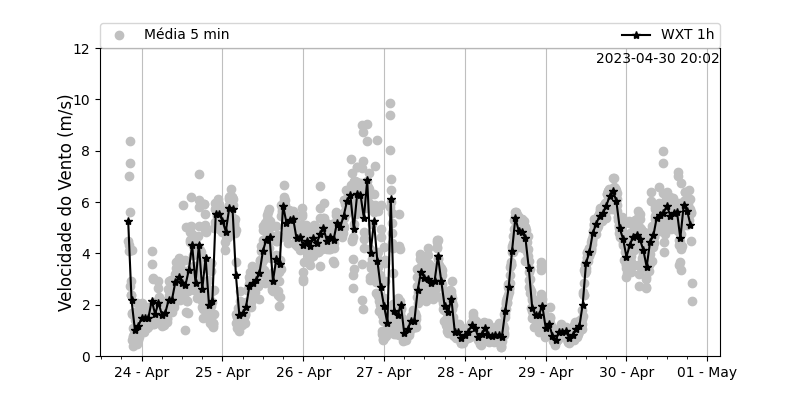 Média 5 min
WXT 1h
2023-04-30 20:02
Velocidade do Vento (m/s)
12
10
8
6
4
2
0
24 - Apr
25 - Apr
26 - Apr
27 - Apr
28 - Apr
29 - Apr
30 - Apr
01 - May